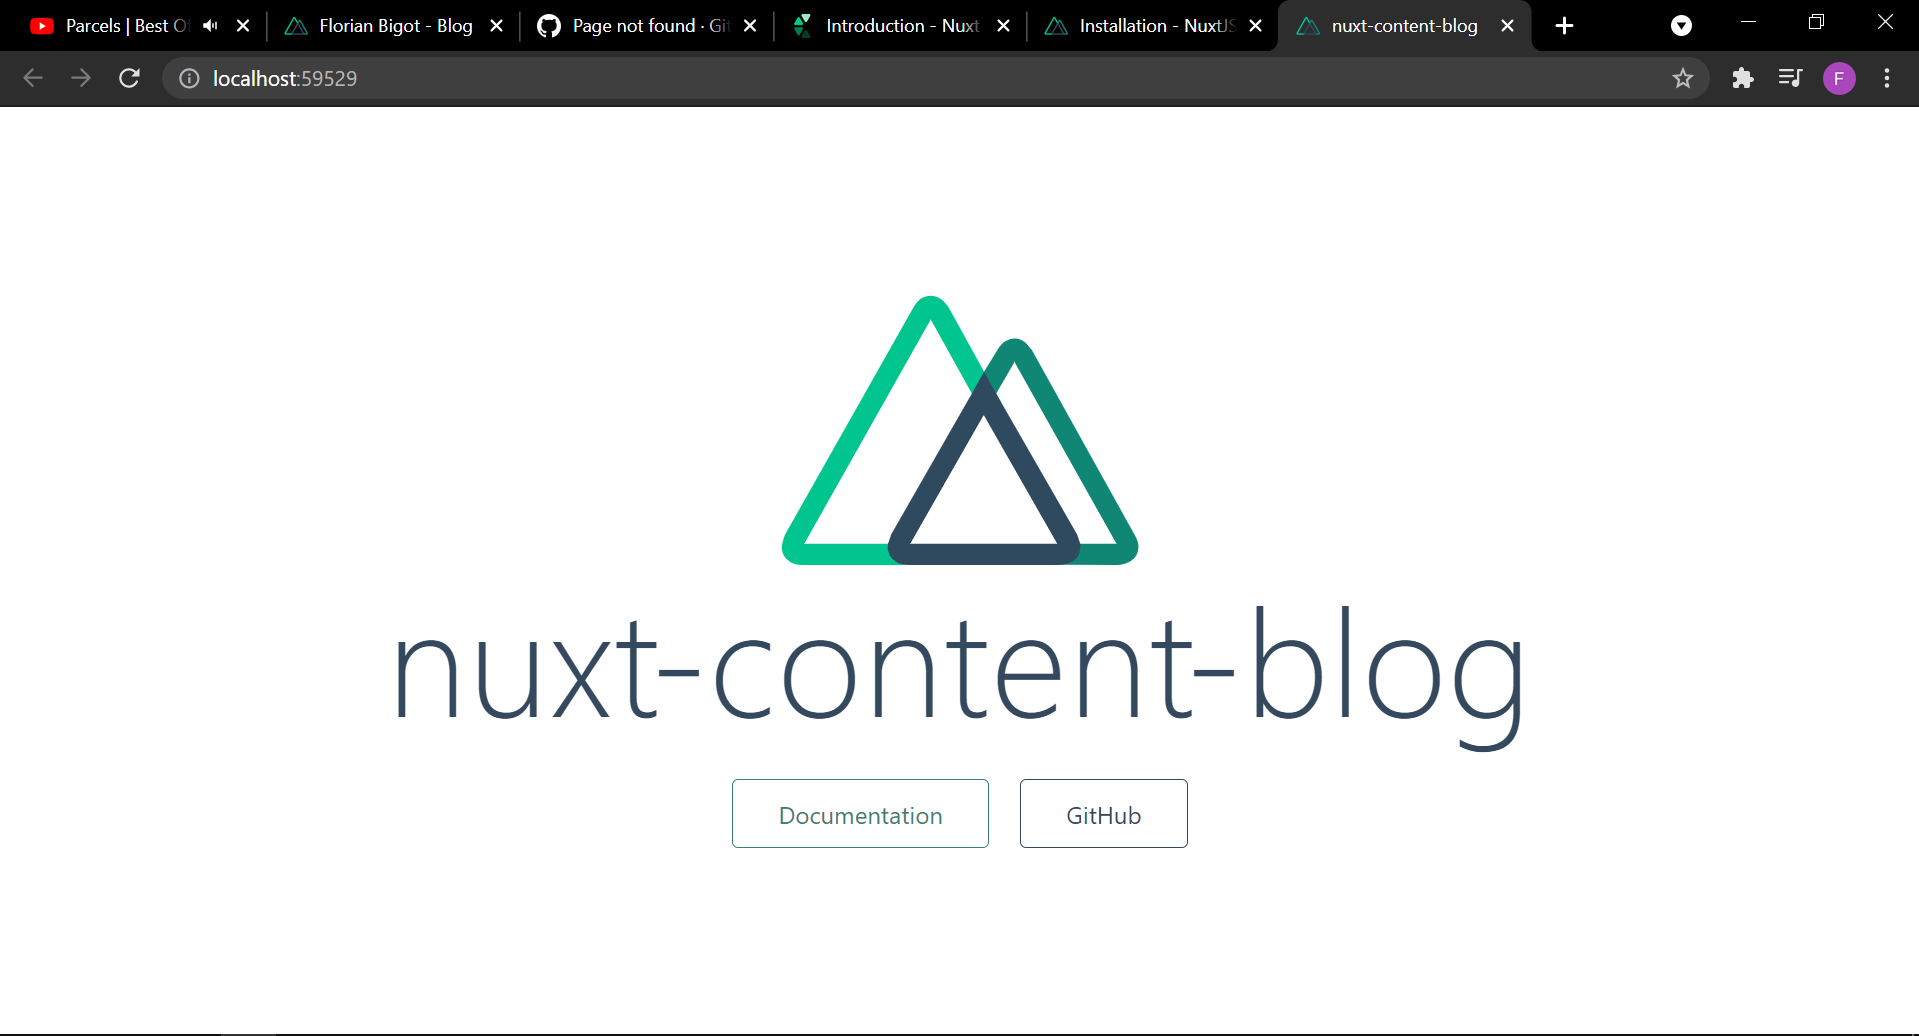 Parcels | Best O
Florian Bigot - Blog
Page not found · Git
Introduction - Nuxt
Installation - NuxtJS
nuxt-content-blog
localhost:59529
F
nuxt-content-blog
Documentation
GitHub